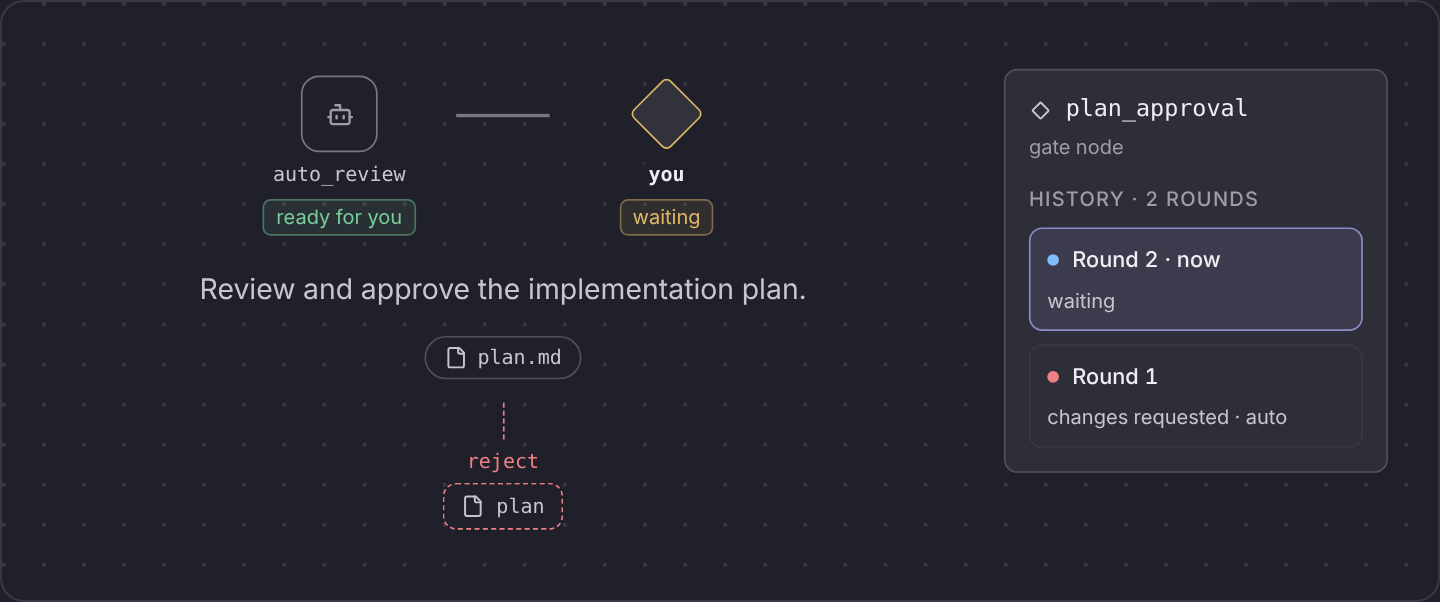 auto_review
ready for you
you
waiting
Review and approve the implementation plan.
plan.md
reject
plan
plan_approval
gate node
HISTORY · 2 ROUNDS
Round 2 · now
waiting
Round 1
changes requested · auto